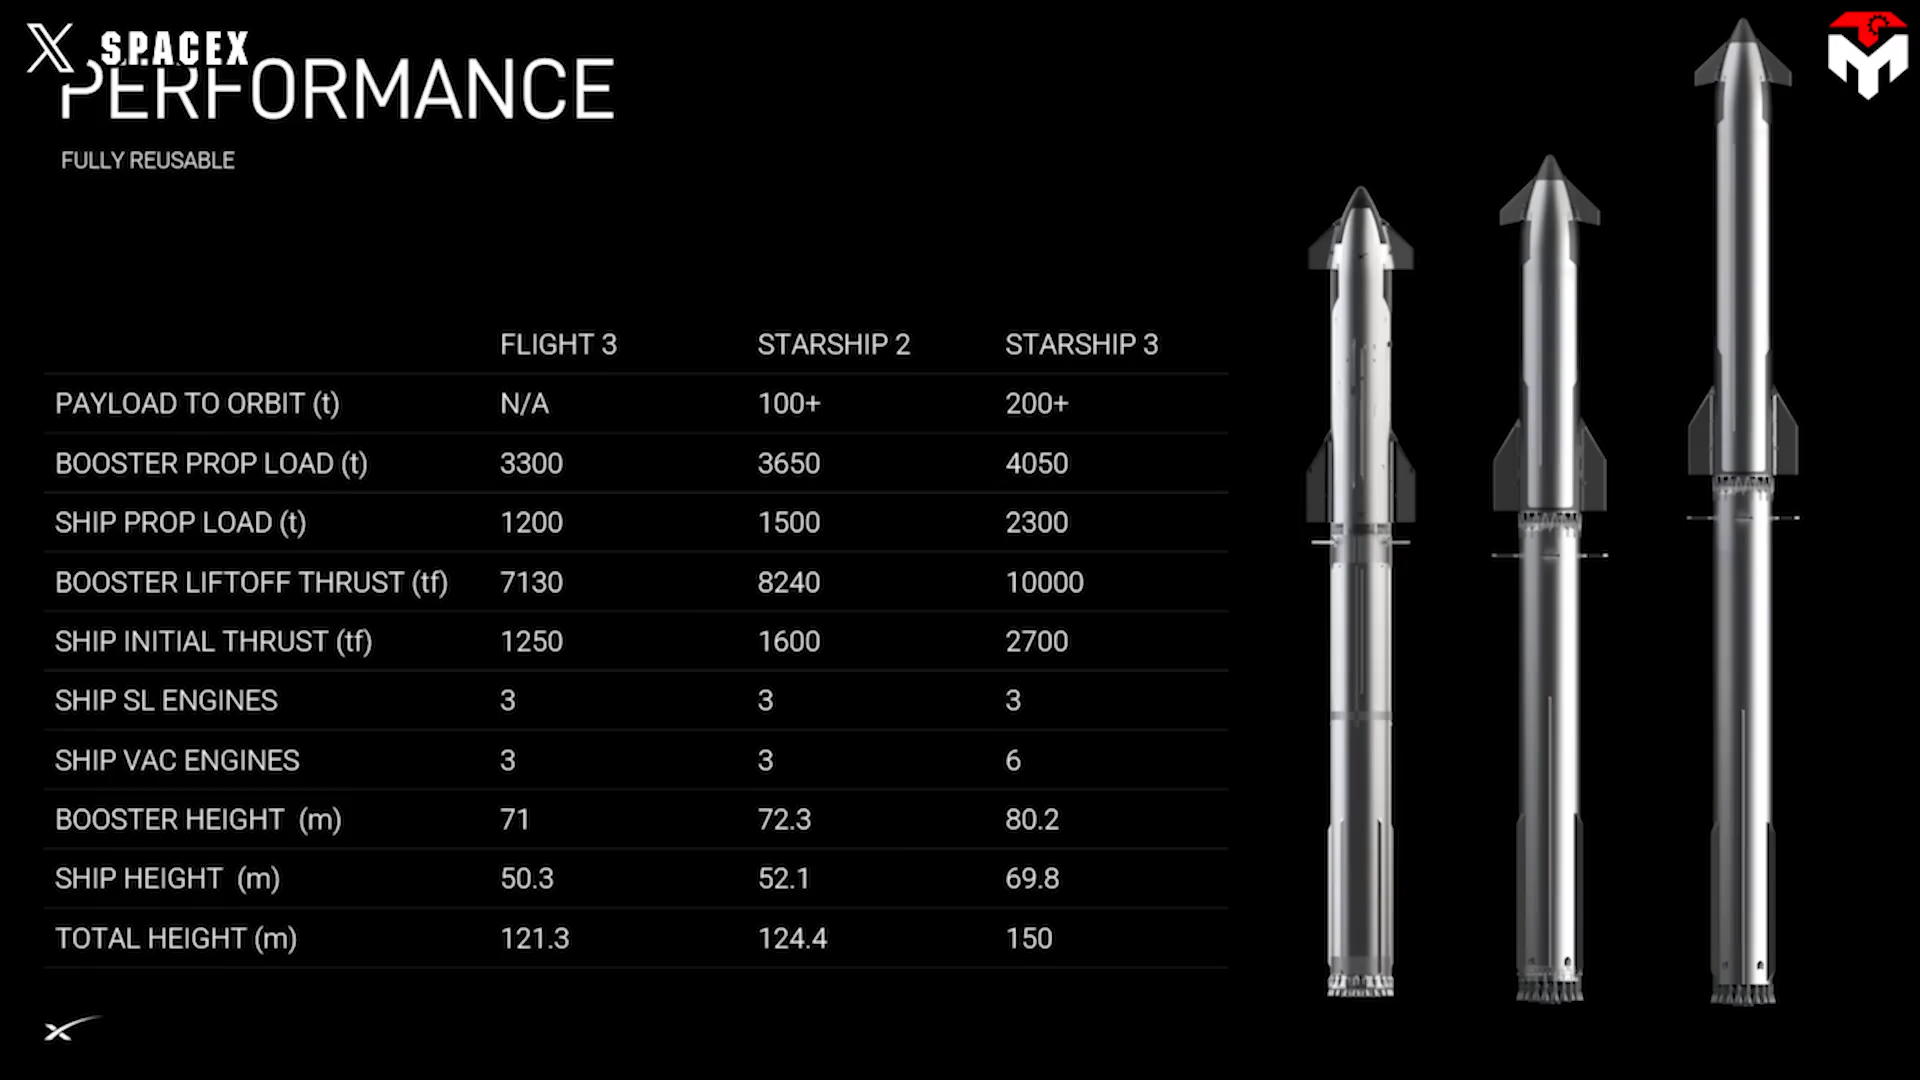 X SPACEX
PERFORMANCE
FULLY REUSABLE
FLIGHT 3 STARSHIP 2 STARSHIP 3
PAYLOAD TO ORBIT (t) N/A 100+ 200+
BOOSTER PROP LOAD (t) 3300 3650 4050
SHIP PROP LOAD (t) 1200 1500 2300
BOOSTER LIFTOFF THRUST (tf) 7130 8240 10000
SHIP INITIAL THRUST (tf) 1250 1600 2700
SHIP SL ENGINES 3 3 3
SHIP VAC ENGINES 3 3 6
BOOSTER HEIGHT (m) 71 72.3 80.2
SHIP HEIGHT (m) 50.3 52.1 69.8
TOTAL HEIGHT (m) 121.3 124.4 150